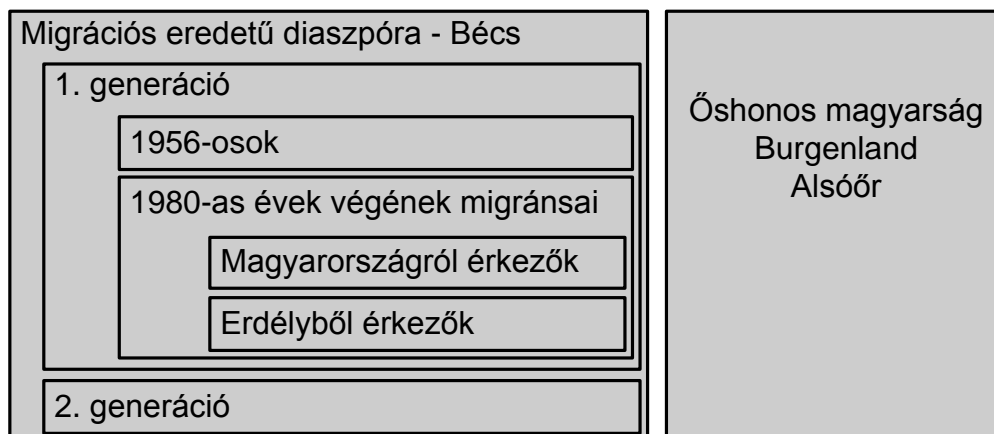 Migrációs eredetű diaszpóra - Bécs
1. generáció
1956-osok
1980-as évek végének migránsai
Magyarországról érkezők
Erdélyből érkezők
2. generáció
Őshonos magyarság
Burgenland
Alsóőr